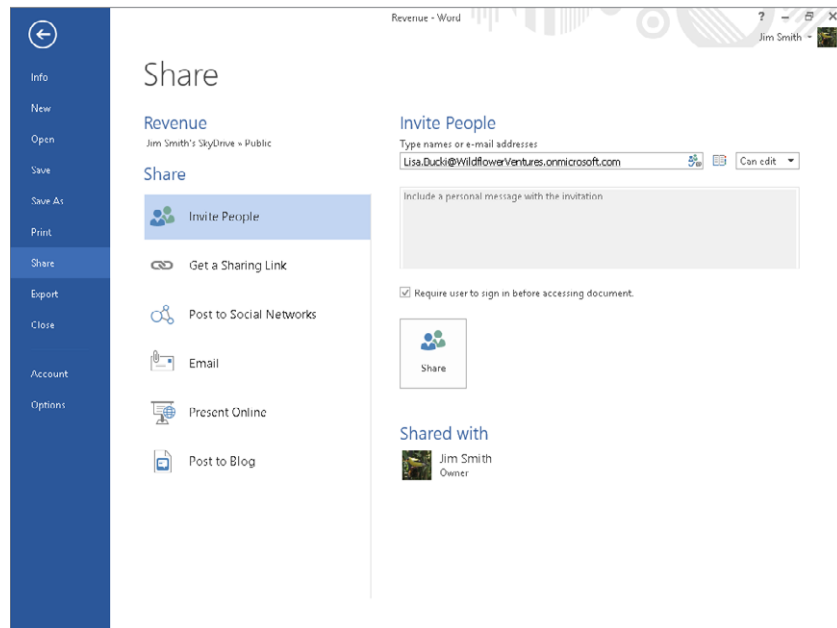 Revenue - Word
?
Jim Smith
Info
New
Open
Save
Save As
Print
Share
Export
Close
Account
Options
Share
Revenue
Jim Smith's SkyDrive » Public
Share
Invite People
Get a Sharing Link
Post to Social Networks
Email
Present Online
Post to Blog
Invite People
Type names or e-mail addresses
Lisa.Ducki@WildflowerVentures.onmicrosoft.com
Can edit
Include a personal message with the invitation
Require user to sign in before accessing document.
Share
Shared with
Jim Smith
Owner